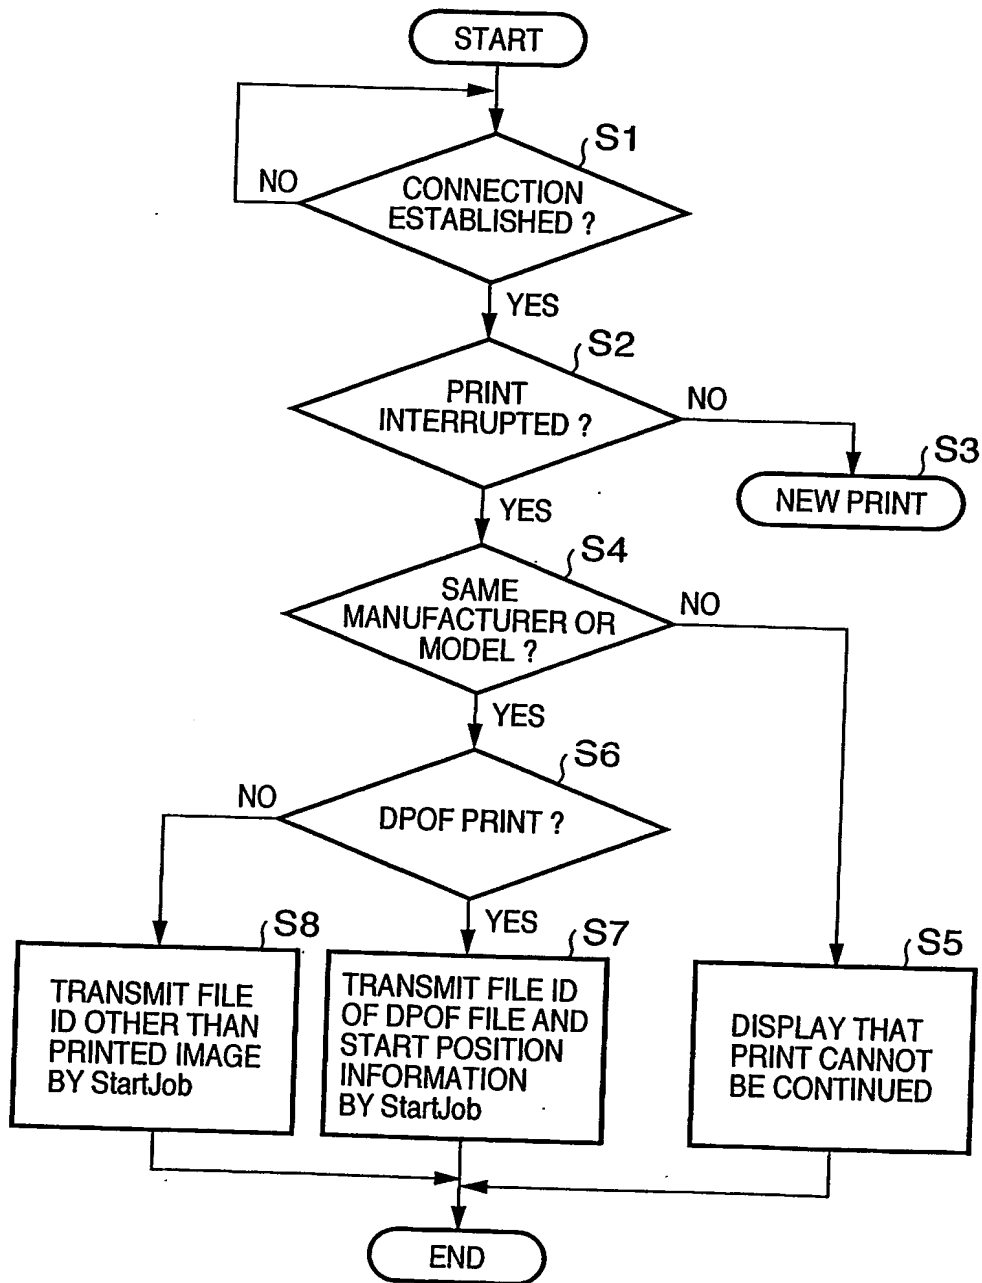 START
S1
NO
CONNECTION
ESTABLISHED ?
YES
S2
PRINT
INTERRUPTED ?
NO
S3
NEW PRINT
YES
S4
SAME
MANUFACTURER OR
MODEL ?
NO
YES
S6
NO
DPOF PRINT ?
YES
S8
TRANSMIT FILE
ID OTHER THAN
PRINTED IMAGE
BY StartJob
S7
TRANSMIT FILE ID
OF DPOF FILE AND
START POSITION
INFORMATION
BY StartJob
S5
DISPLAY THAT
PRINT CANNOT
BE CONTINUED
END